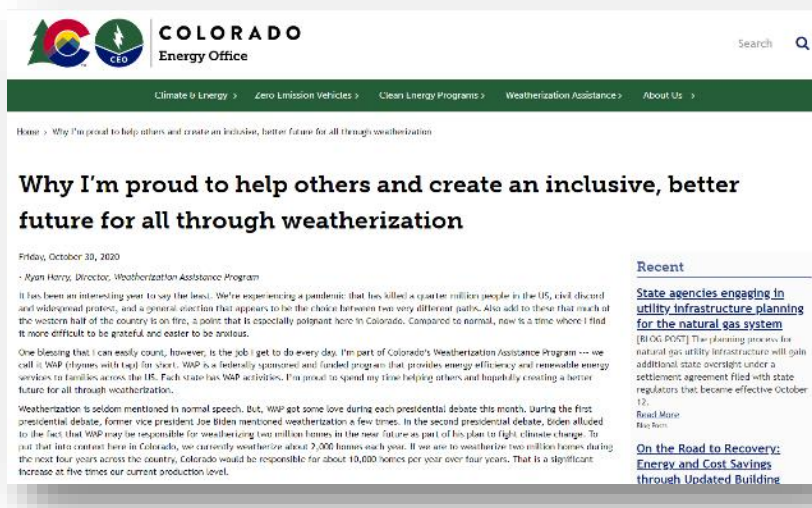 COLORADO
Energy Office
CEO
Search
Climate & Energy > Zero Emission Vehicles > Clean Energy Programs > Weatherization Assistance > About Us >
Home > Why I'm proud to help others and create an inclusive, better future for all through weatherization
Why I'm proud to help others and create an inclusive, better
future for all through weatherization
Friday, October 30, 2020
- Ryan Harry, Director, Weatherization Assistance Program
It has been an interesting year to say the least. We're experiencing a pandemic that has killed a quarter million people in the US, civil discord
and widespread protest, and a general election that appears to be the choice between two very different paths. Also add to these that much of
the western half of the country is on fire, a point that is especially poignant here in Colorado. Compared to normal, now is a time where I find
it more difficult to be grateful and easier to be anxious.
One blessing that I can easily count, however, is the job I get to do every day. I'm part of Colorado's Weatherization Assistance Program --- we
call it WAP (rhymes with tap) for short. WAP is a federally sponsored and funded program that provides energy efficiency and renewable energy
services to families across the US. Each state has WAP activities. I'm proud to spend my time helping others and hopefully creating a better
future for all through weatherization.
Weatherization is seldom mentioned in normal speech. But, WAP got some love during each presidential debate this month. During the first
presidential debate, former vice president Joe Biden mentioned weatherization a few times. In the second presidential debate, Biden alluded
to the fact that WAP may be responsible for weatherizing two million homes in the near future as part of his plan to fight climate change. To
put that into context here in Colorado, we currently weatherize about 2,000 homes each year. If we are to weatherize two million homes during
the next four years across the country, Colorado would be responsible for about 10,000 homes per year over four years. That is a significant
increase at five times our current production level.
Recent
State agencies engaging in
utility infrastructure planning
for the natural gas system
[BLOG POST] The planning process for
natural gas utility infrastructure will gain
additional state oversight under a
settlement agreement filed with state
regulators that became effective October
12.
Read More
Blog Posts
On the Road to Recovery:
Energy and Cost Savings
through Updated Building